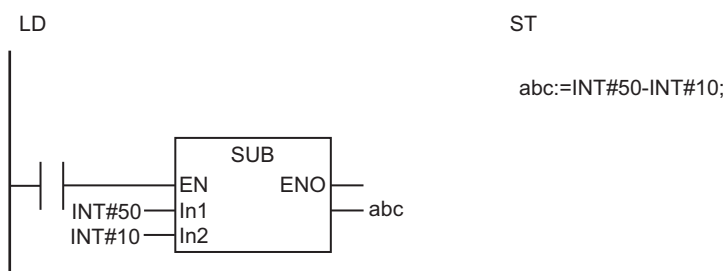 LD
ST
abc:=INT#50-INT#10;
SUB
EN ENO
INT#50 In1 abc
INT#10 In2